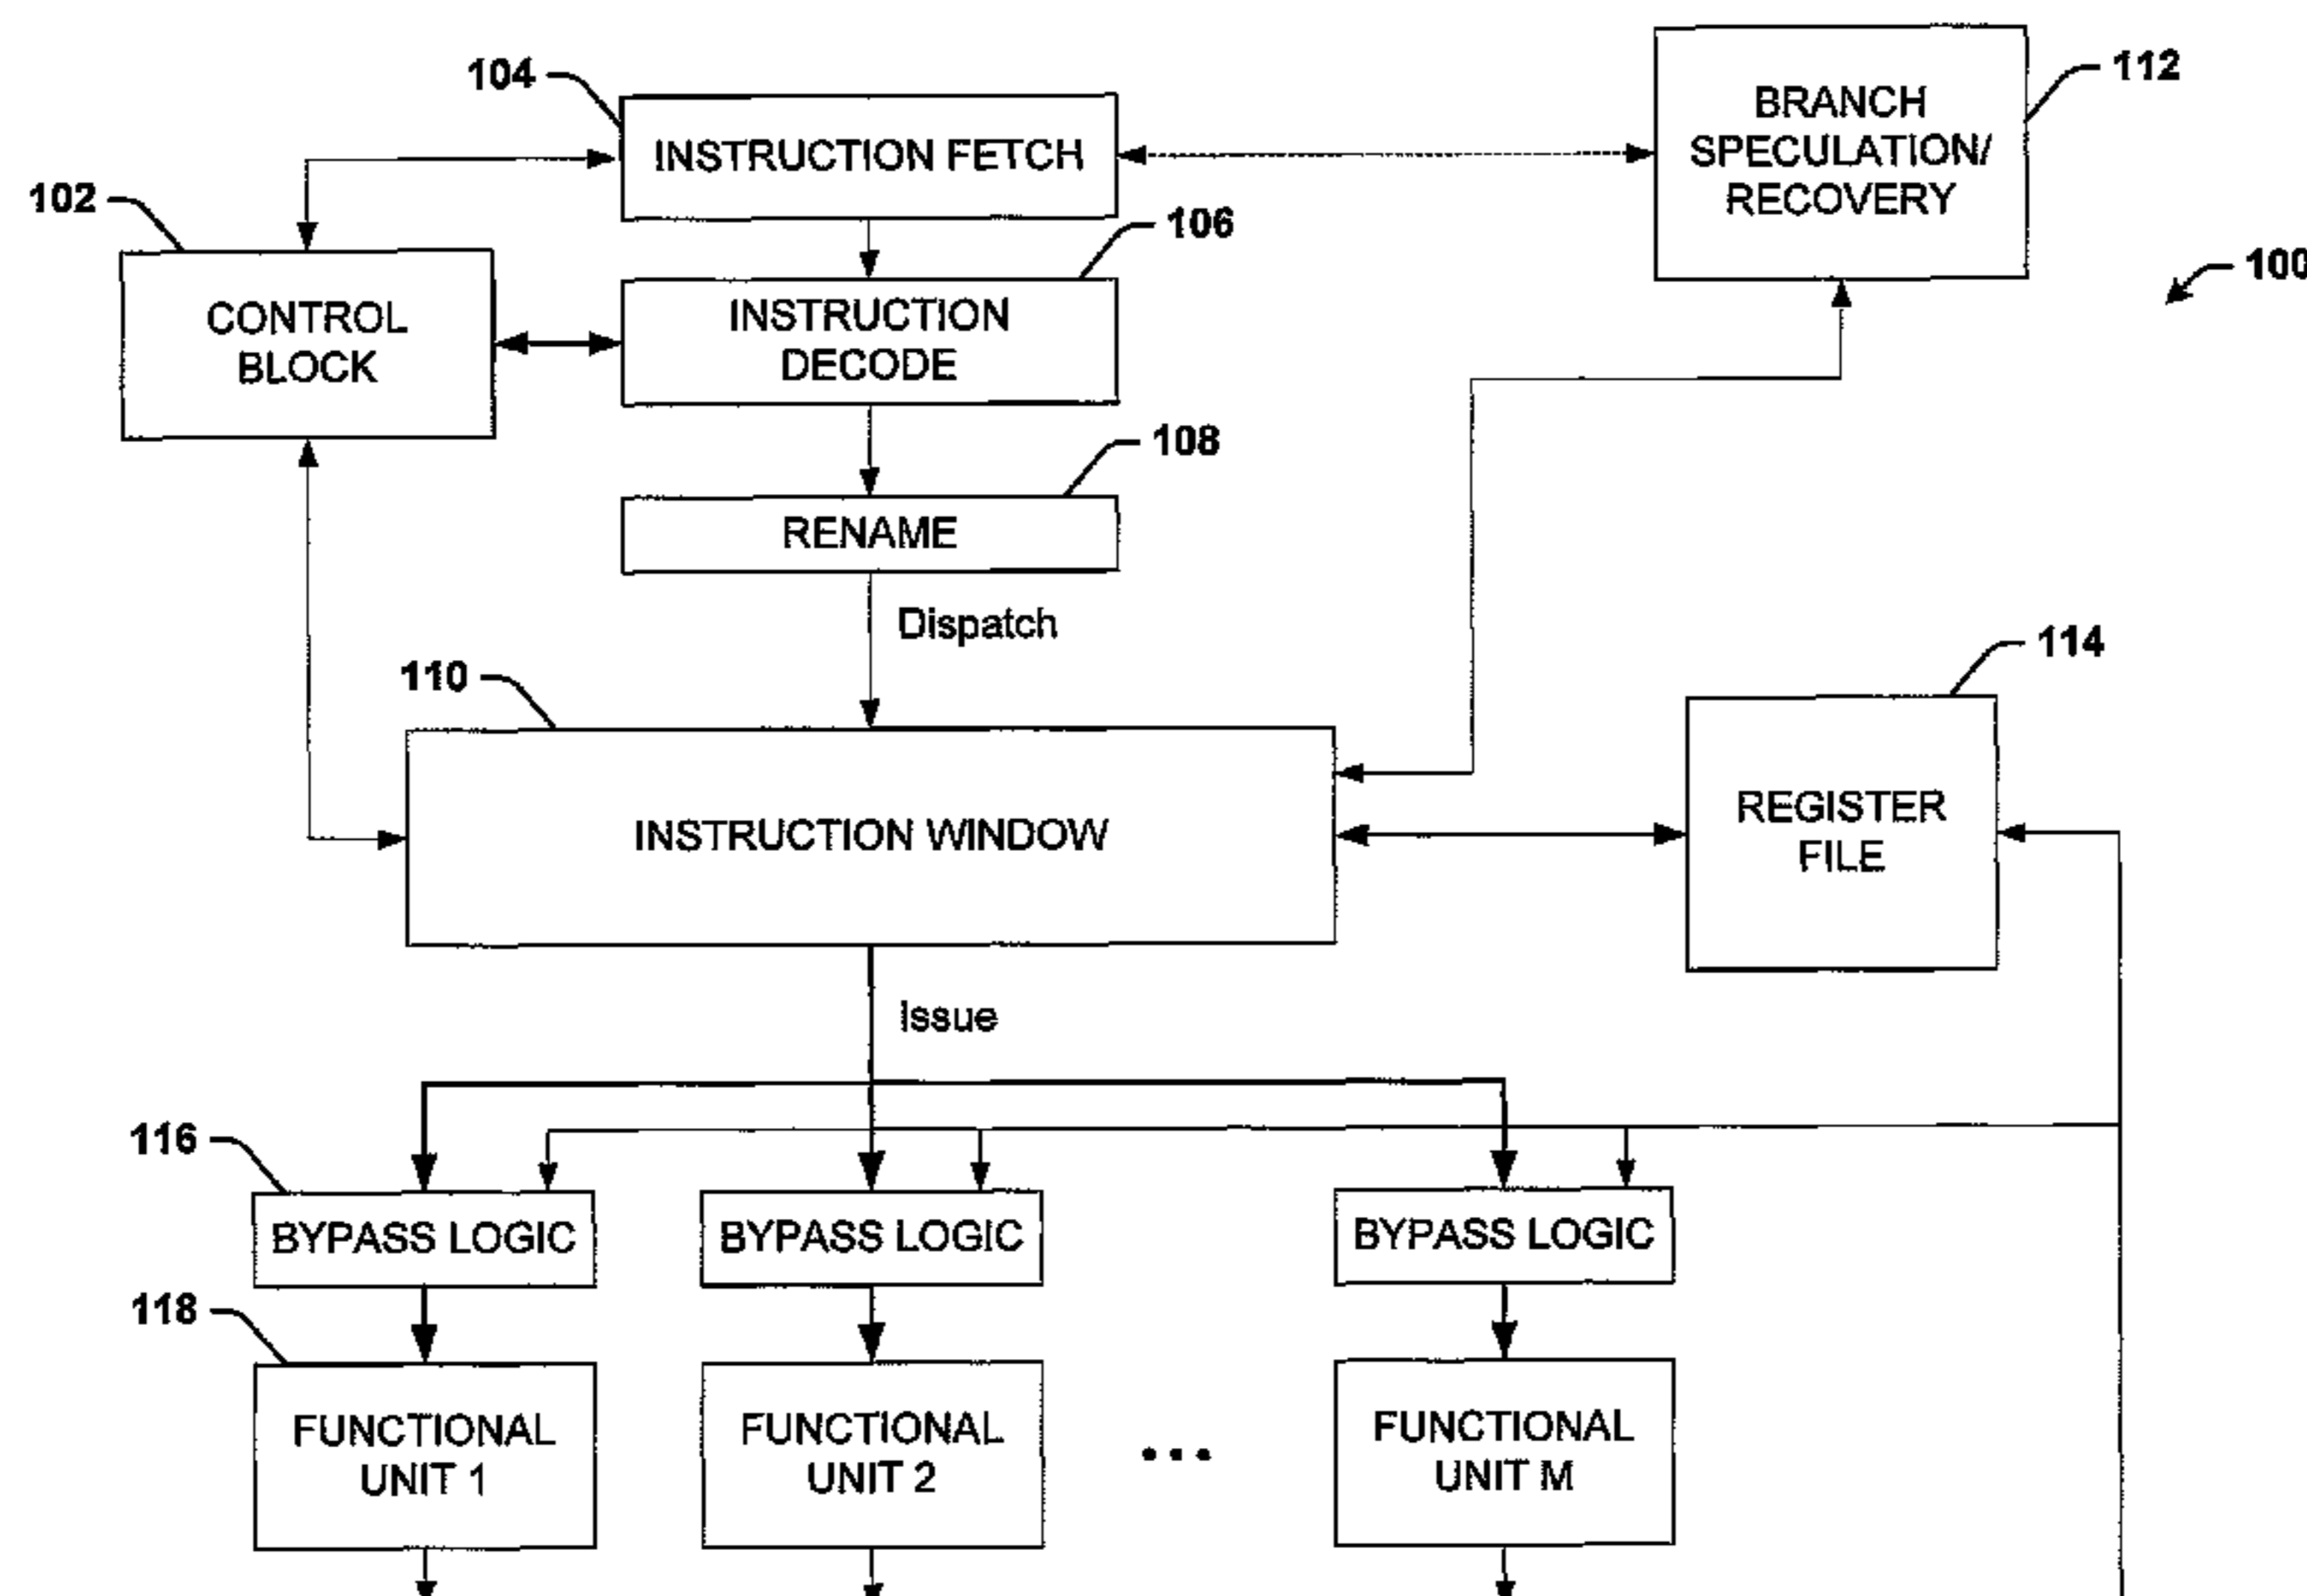 104
INSTRUCTION FETCH
BRANCH
SPECULATION/
RECOVERY
112
102
106
100
CONTROL
BLOCK
INSTRUCTION
DECODE
108
RENAME
Dispatch
110
114
INSTRUCTION WINDOW
REGISTER
FILE
Issue
116
BYPASS LOGIC
BYPASS LOGIC
BYPASS LOGIC
118
FUNCTIONAL
UNIT 1
FUNCTIONAL
UNIT 2
...
FUNCTIONAL
UNIT M